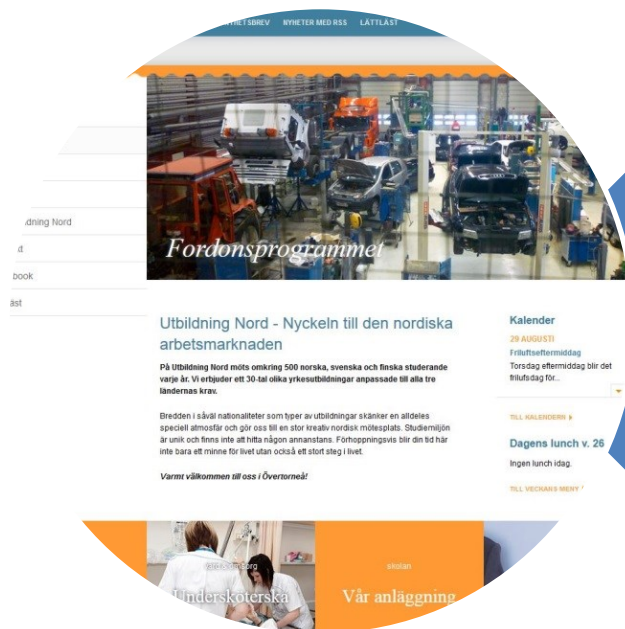 NYHETER MED RSS LÄTTLÄST
Nord
book
Fordonsprogrammet
Utbildning Nord - Nyckeln till den nordiska
arbetsmarknaden
På Utbildning Nord möts omkring 500 norska, svenska och finska studerande
varje år. Vi erbjuder ett 30-tal olika yrkesutbildningar anpassade till alla tre
ländernas krav.
Bredden i såväl nationaliteter som typer av utbildningar skänker en alldeles
speciell atmosfär och gör oss till en stor kreativ nordisk mötesplats. Studiemiljön
är unik och finns inte att hitta någon annanstans. Förhoppningsvis blir din tid här
inte bara ett minne för livet utan också ett stort steg i livet.
Varmt välkommen till oss i Övertorneå!
Kalender
29 AUGUSTI
Friluftseftermiddag
Torsdag eftermiddag blir det
frilufsdag för...
TILL KALENDERN
Dagens lunch v. 26
Ingen lunch idag.
TILL VECKANS MENY
Undersköterska
skolan
Vår anläggning